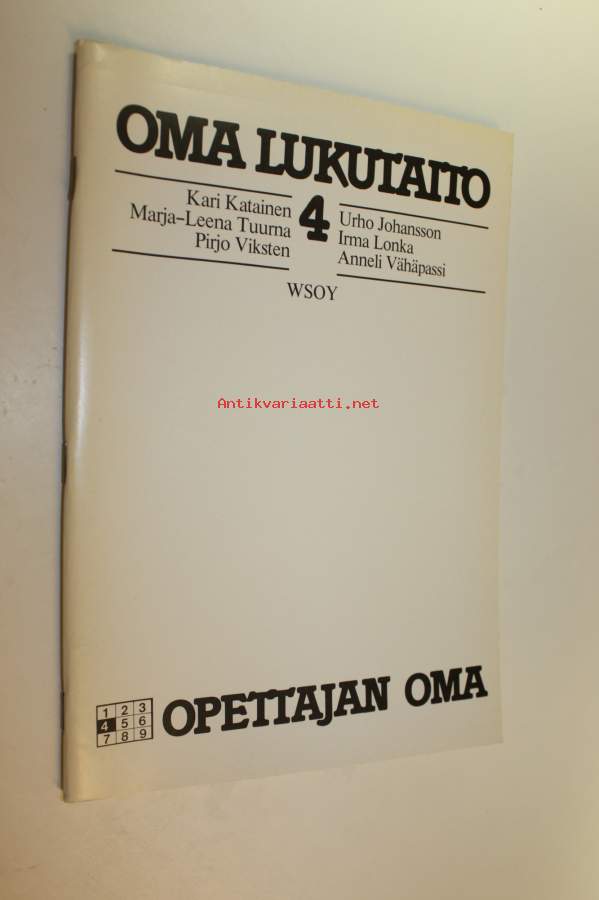 OMA LUKUTAITO
4
Kari Katainen
Marja-Leena Tuurna
Pirjo Viksten
Urho Johansson
Irma Lonka
Anneli Vähäpassi
WSOY
Antikvariaatti.net
1 2 3
4 5 6
7 8 9
OPETTAJAN OMA